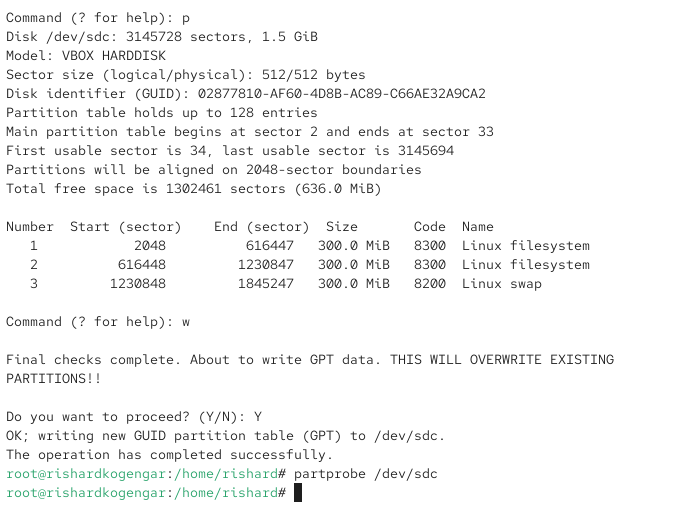 Command (? for help): p
Disk /dev/sdc: 3145728 sectors, 1.5 GiB
Model: VBOX HARDDISK
Sector size (logical/physical): 512/512 bytes
Disk identifier (GUID): 02877810-AF60-4D8B-AC89-C66AE32A9CA2
Partition table holds up to 128 entries
Main partition table begins at sector 2 and ends at sector 33
First usable sector is 34, last usable sector is 3145694
Partitions will be aligned on 2048-sector boundaries
Total free space is 1302461 sectors (636.0 MiB)
Number  Start (sector)    End (sector)  Size       Code  Name
   1            2048          616447   300.0 MiB   8300  Linux filesystem
   2          616448         1230847   300.0 MiB   8300  Linux filesystem
   3         1230848         1845247   300.0 MiB   8200  Linux swap
Command (? for help): w
Final checks complete. About to write GPT data. THIS WILL OVERWRITE EXISTING
PARTITIONS!!
Do you want to proceed? (Y/N): Y
OK; writing new GUID partition table (GPT) to /dev/sdc.
The operation has completed successfully.
root@rishardkogengar:/home/rishard# partprobe /dev/sdc
root@rishardkogengar:/home/rishard#